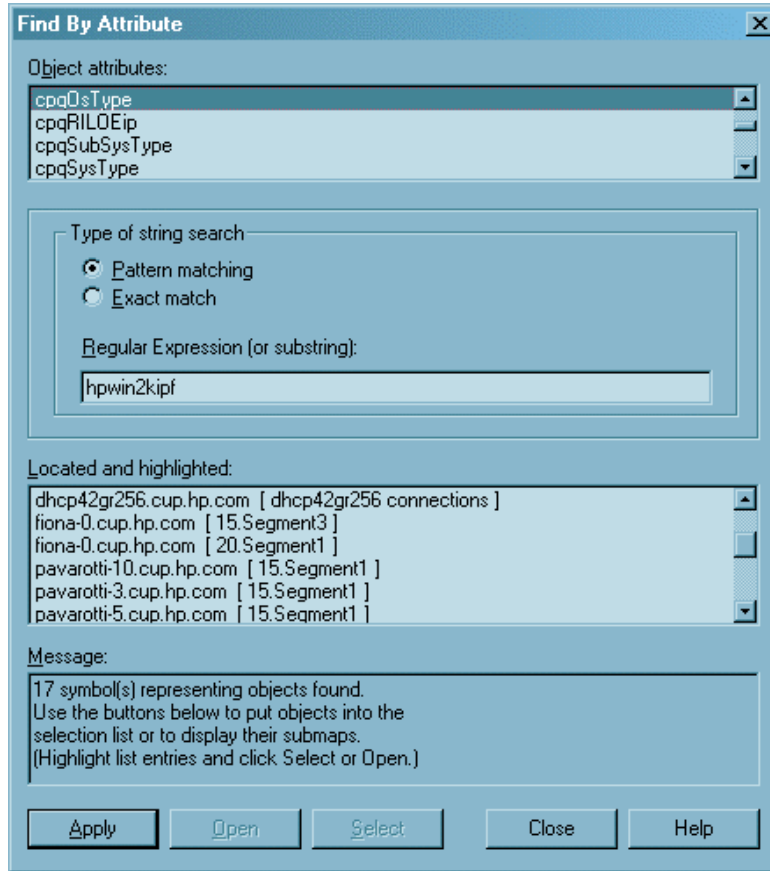 Find By Attribute
Object attributes:
cpqOsType
cpqRILOEip
cpqSubSysType
cpqSysType
Type of string search
Pattern matching
Exact match
Regular Expression (or substring):
hpwin2kipf
Located and highlighted:
dhcp42gr256.cup.hp.com [ dhcp42gr256 connections ]
fiona-0.cup.hp.com [ 15.Segment3 ]
fiona-0.cup.hp.com [ 20.Segment1 ]
pavarotti-10.cup.hp.com [ 15.Segment1 ]
pavarotti-3.cup.hp.com [ 15.Segment1 ]
pavarotti-5.cup.hp.com [ 15.Segment1 ]
Message:
17 symbol(s) representing objects found.
Use the buttons below to put objects into the
selection list or to display their submaps.
(Highlight list entries and click Select or Open.)
Apply Open Select Close Help